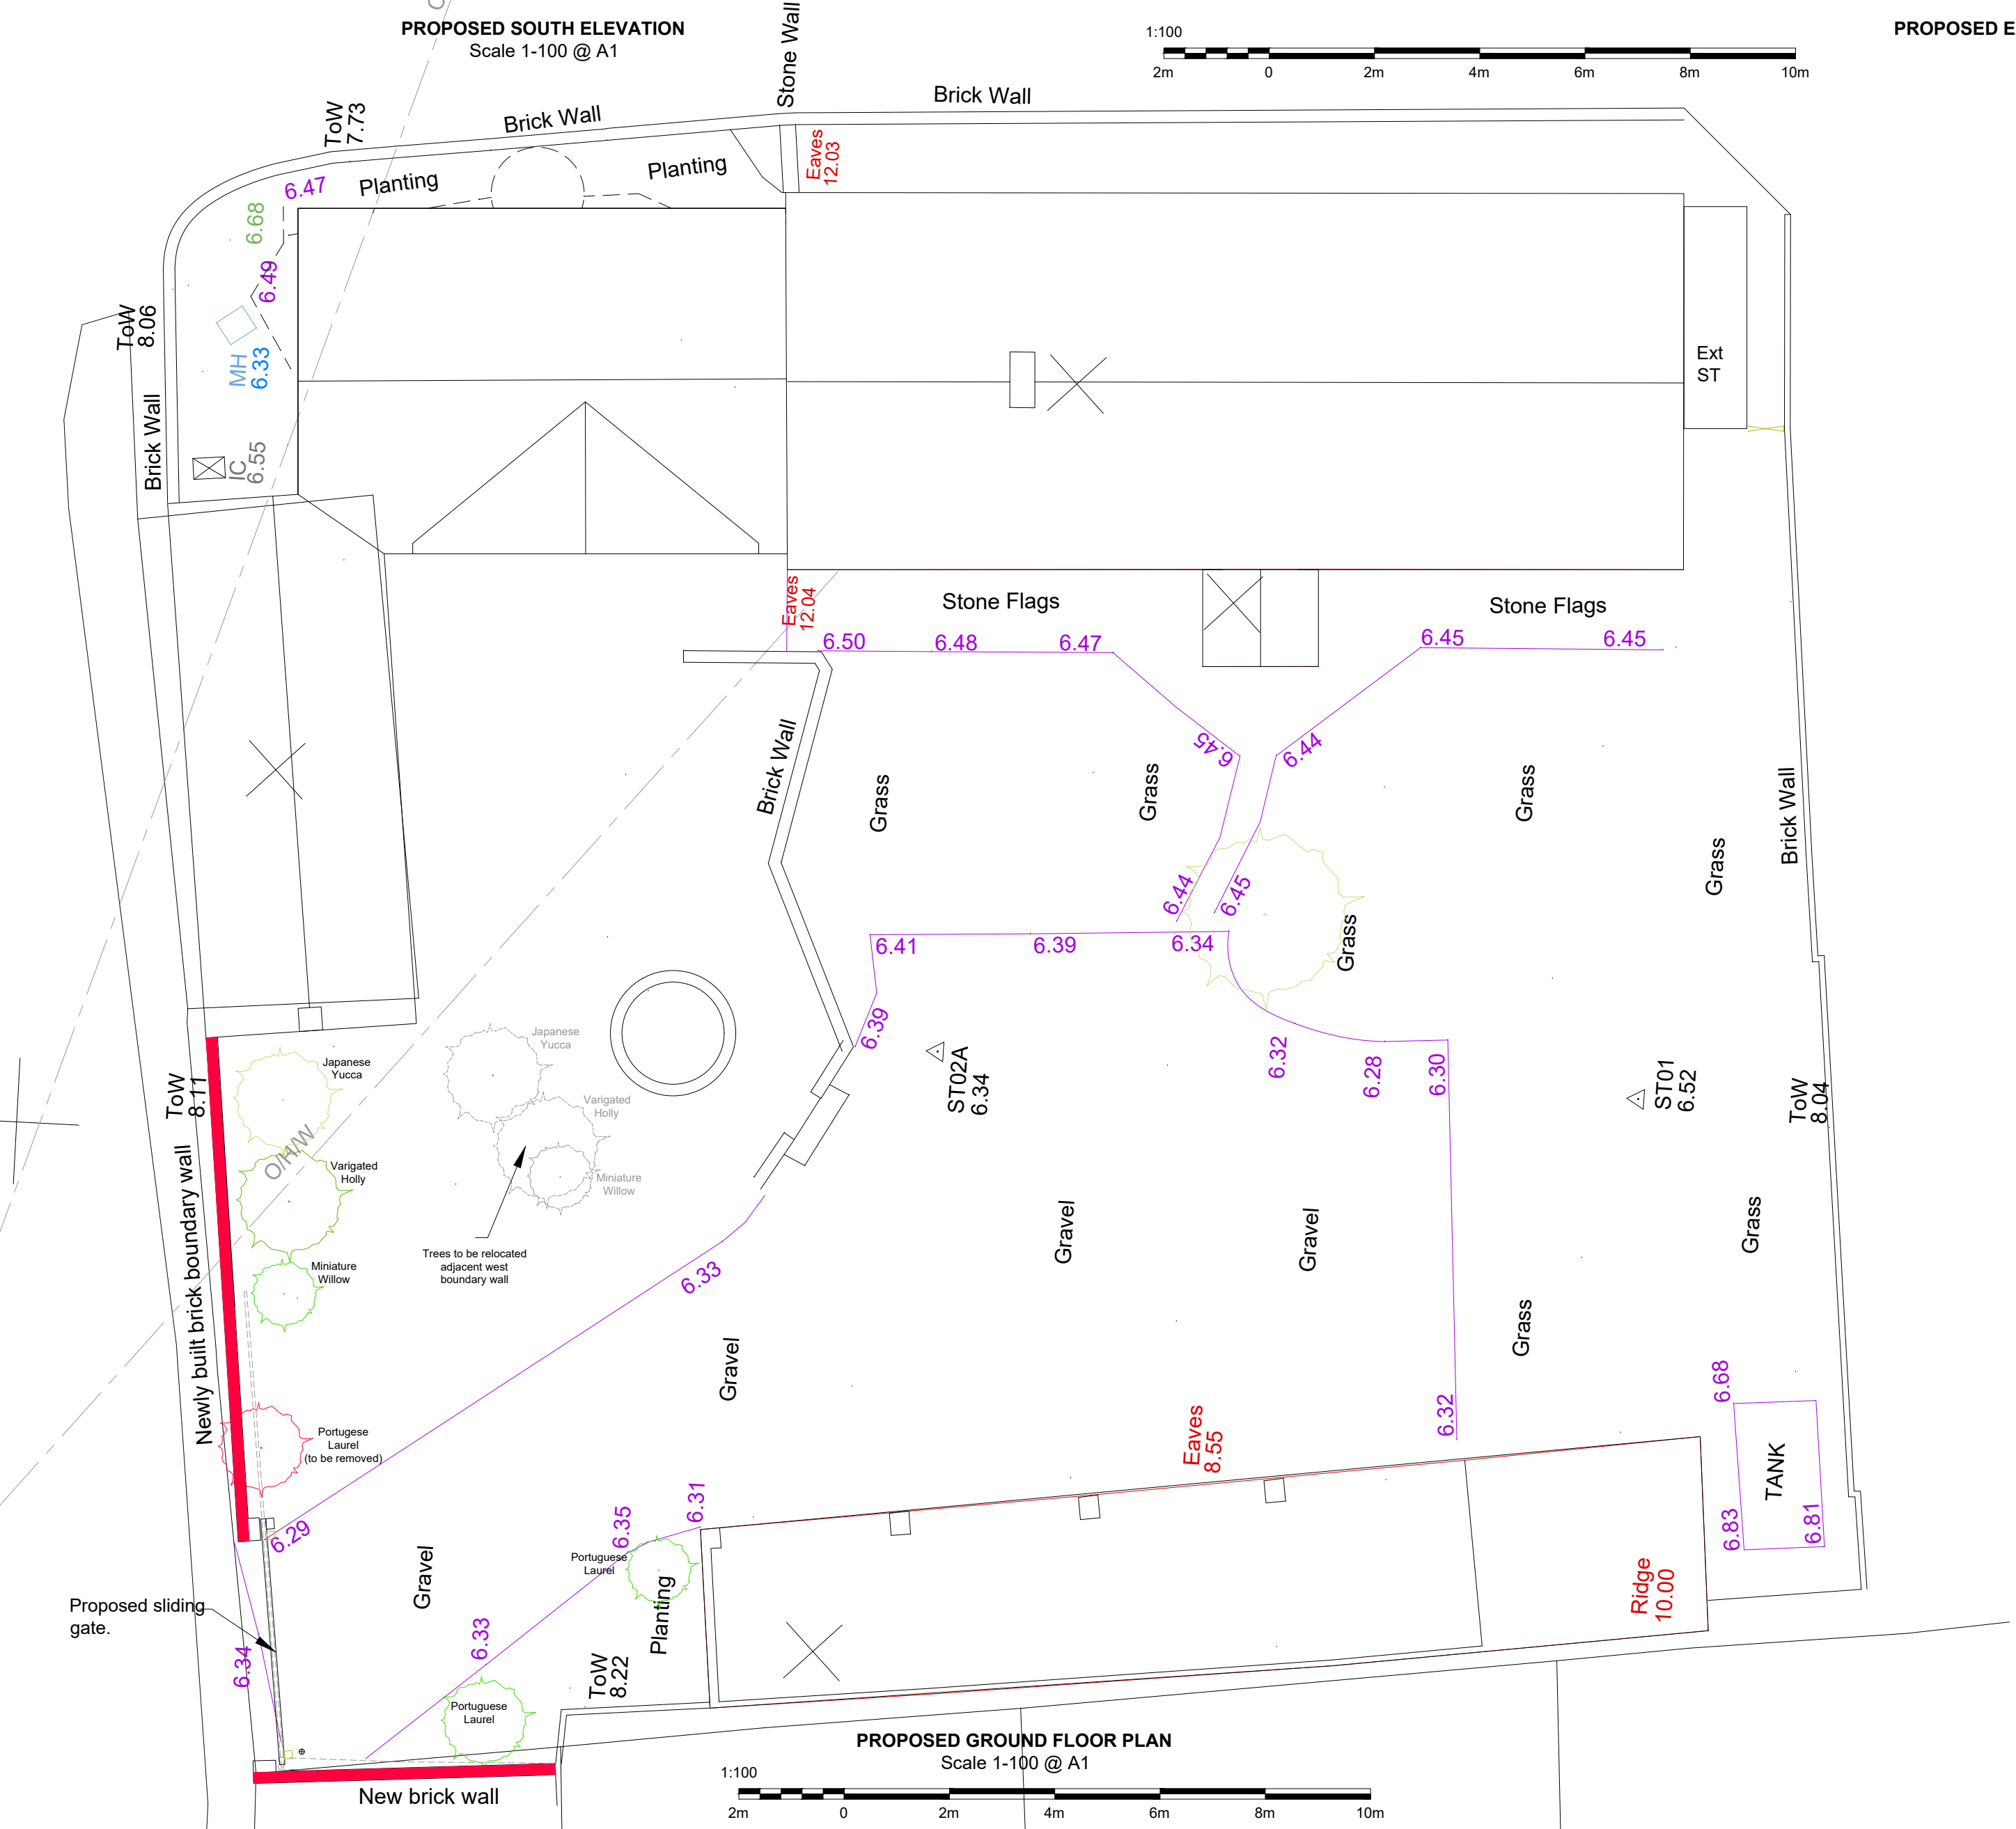 PROPOSED SOUTH ELEVATION
Scale 1-100 @ A1
1:100
2m 0 2m 4m 6m 8m 10m
PROPOSED E
Stone Wall
Brick Wall
Brick Wall
ToW
7.73
Planting
Planting
Eaves
12.03
6.47
6.68
6.49
ToW
8.06
MH
6.33
Brick Wall
IC
6.55
Ext
ST
Eaves
12.04
Stone Flags
Stone Flags
6.50
6.48
6.47
6.45
6.45
6.45
6.44
Brick Wall
Grass
Grass
Grass
Grass
Brick Wall
6.44
6.45
Grass
6.41
6.39
6.34
6.39
6.32
6.28
6.30
ST02A
6.34
ST01
6.52
ToW
8.04
Japanese
Yucca
Japanese
Yucca
ToW
8.11
Varigated
Holly
O/H/W
Varigated
Holly
Miniature
Willow
Miniature
Willow
Trees to be relocated
adjacent west
boundary wall
Newly built brick boundary wall
6.33
Gravel
Gravel
Grass
Grass
Gravel
Portugese
Laurel
(to be removed)
Eaves
8.55
6.32
6.68
TANK
6.83
6.81
6.29
6.35
6.31
Portuguese
Laurel
Gravel
Planting
Proposed sliding
gate.
6.34
6.33
ToW
8.22
Ridge
10.00
Portuguese
Laurel
PROPOSED GROUND FLOOR PLAN
Scale 1-100 @ A1
1:100
2m 0 2m 4m 6m 8m 10m
New brick wall